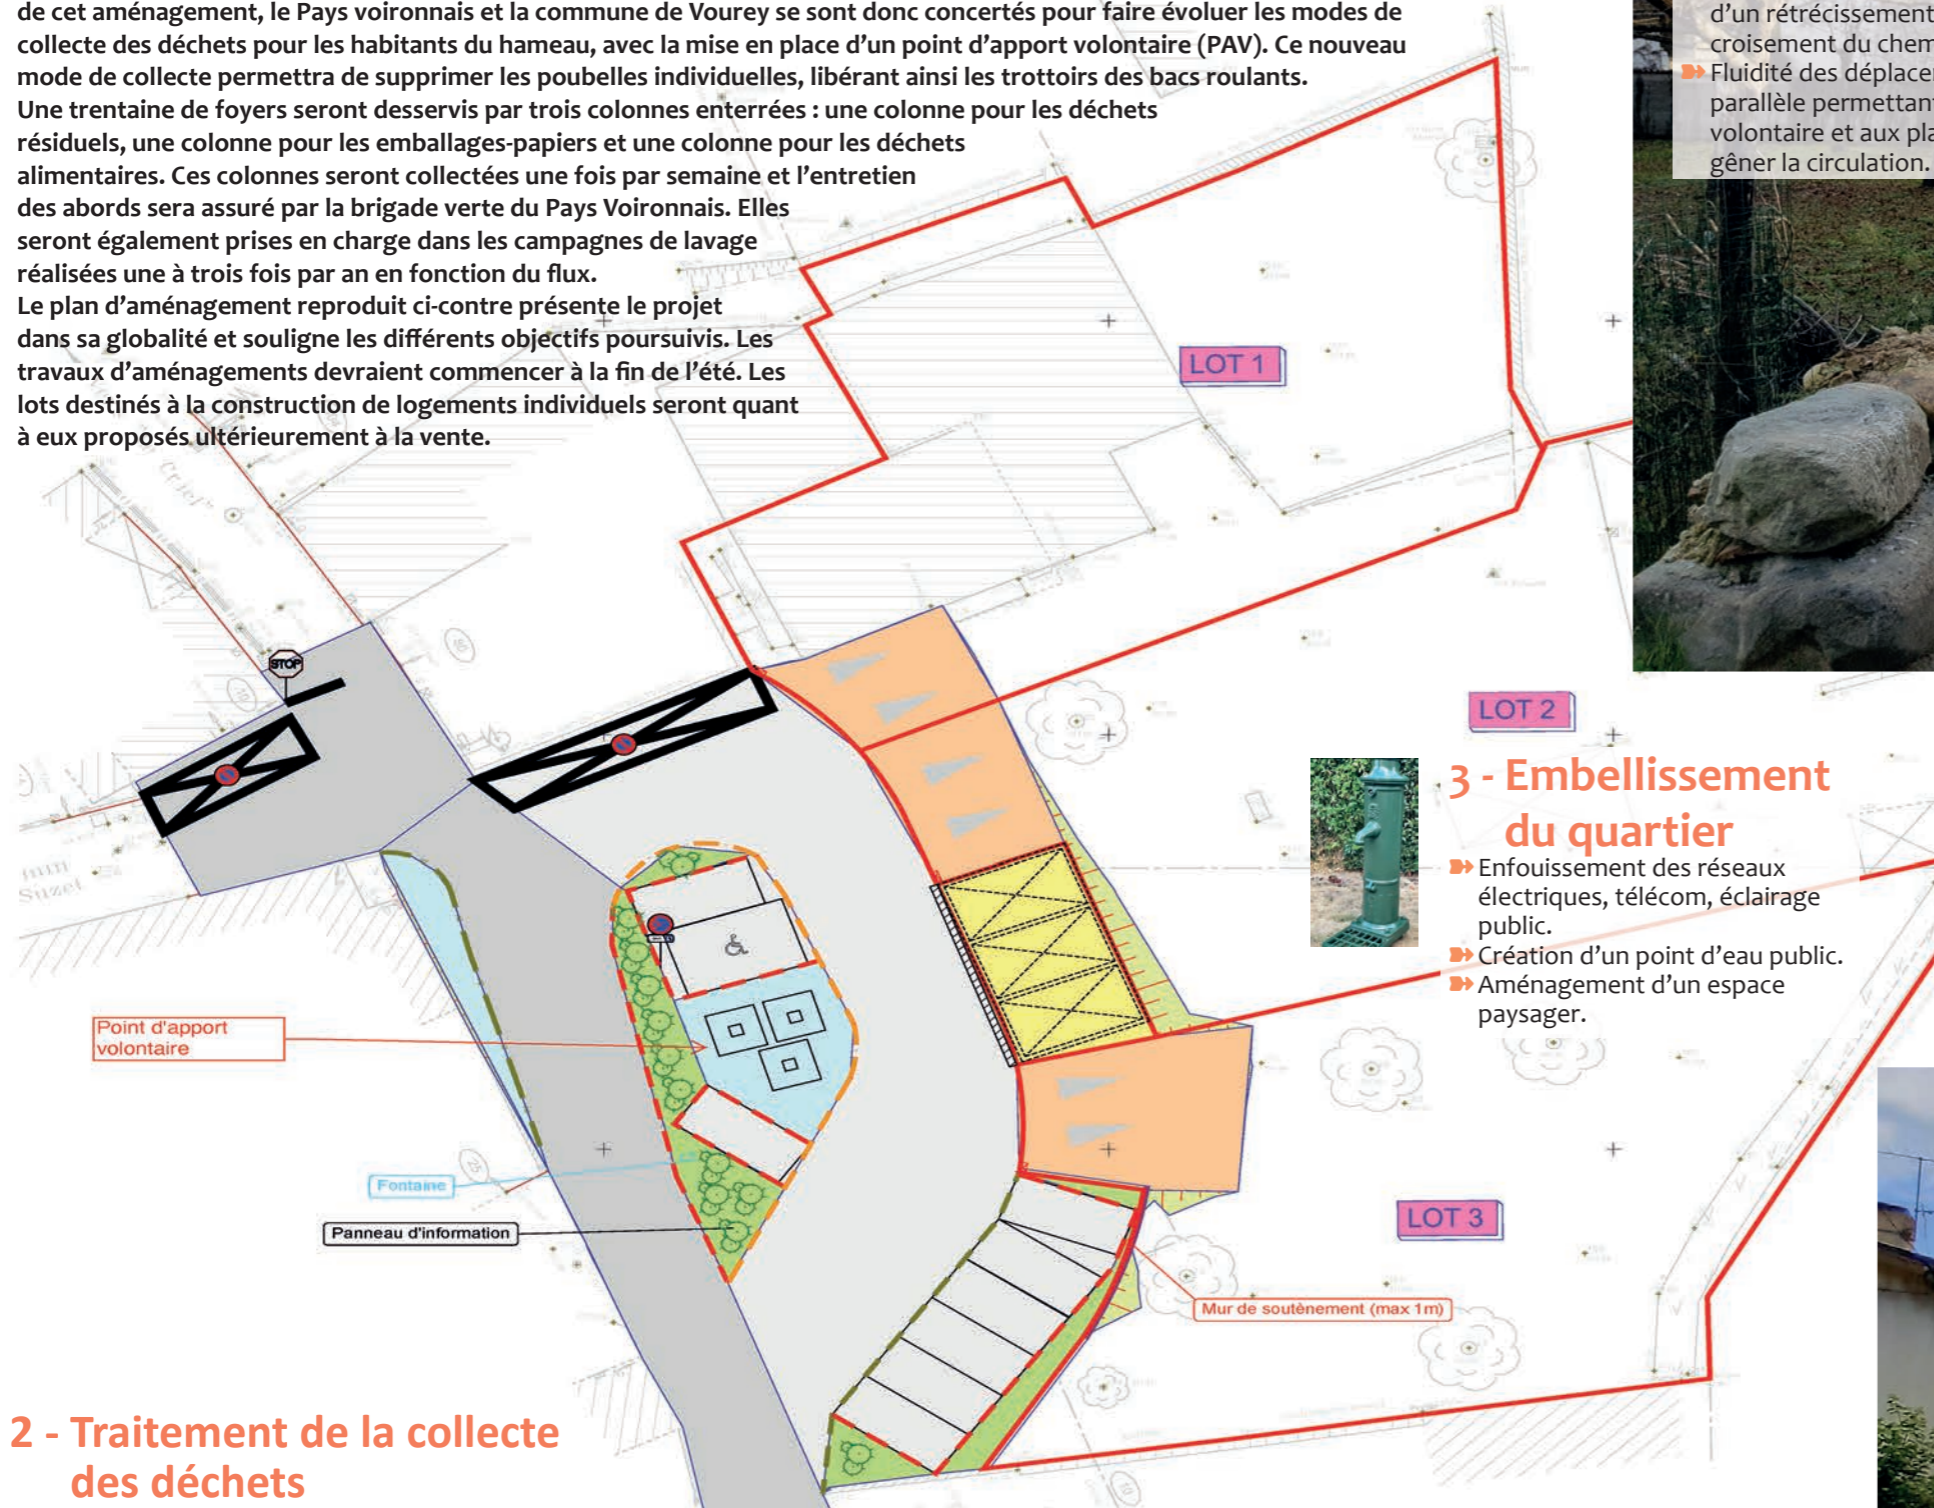 de cet aménagement, le Pays voironnais et la commune de Vourey se sont donc concertés pour faire évoluer les modes de
collecte des déchets pour les habitants du hameau, avec la mise en place d'un point d'apport volontaire (PAV). Ce nouveau
mode de collecte permettra de supprimer les poubelles individuelles, libérant ainsi les trottoirs des bacs roulants.
Une trentaine de foyers seront desservis par trois colonnes enterrées : une colonne pour les déchets
résiduels, une colonne pour les emballages-papiers et une colonne pour les déchets
alimentaires. Ces colonnes seront collectées une fois par semaine et l'entretien
des abords sera assuré par la brigade verte du Pays Voironnais. Elles
seront également prises en charge dans les campagnes de lavage
réalisées une à trois fois par an en fonction du flux.
Le plan d'aménagement reproduit ci-contre présente le projet
dans sa globalité et souligne les différents objectifs poursuivis. Les
travaux d'aménagements devraient commencer à la fin de l'été. Les
lots destinés à la construction de logements individuels seront quant
à eux proposés ultérieurement à la vente.
d'un rétrécissement
croisement du chem
Fluidité des déplacer
parallèle permettant
volontaire et aux pla
gêner la circulation.
LOT 1
STOP
LOT 2
3 - Embellissement
du quartier
Enfouissement des réseaux
électriques, télécom, éclairage
public.
Création d'un point d'eau public.
Aménagement d'un espace
paysager.
Suzet
Point d'apport
volontaire
Fontaine
Panneau d'information
LOT 3
Mur de soutènement (max 1m)
2 - Traitement de la collecte
des déchets